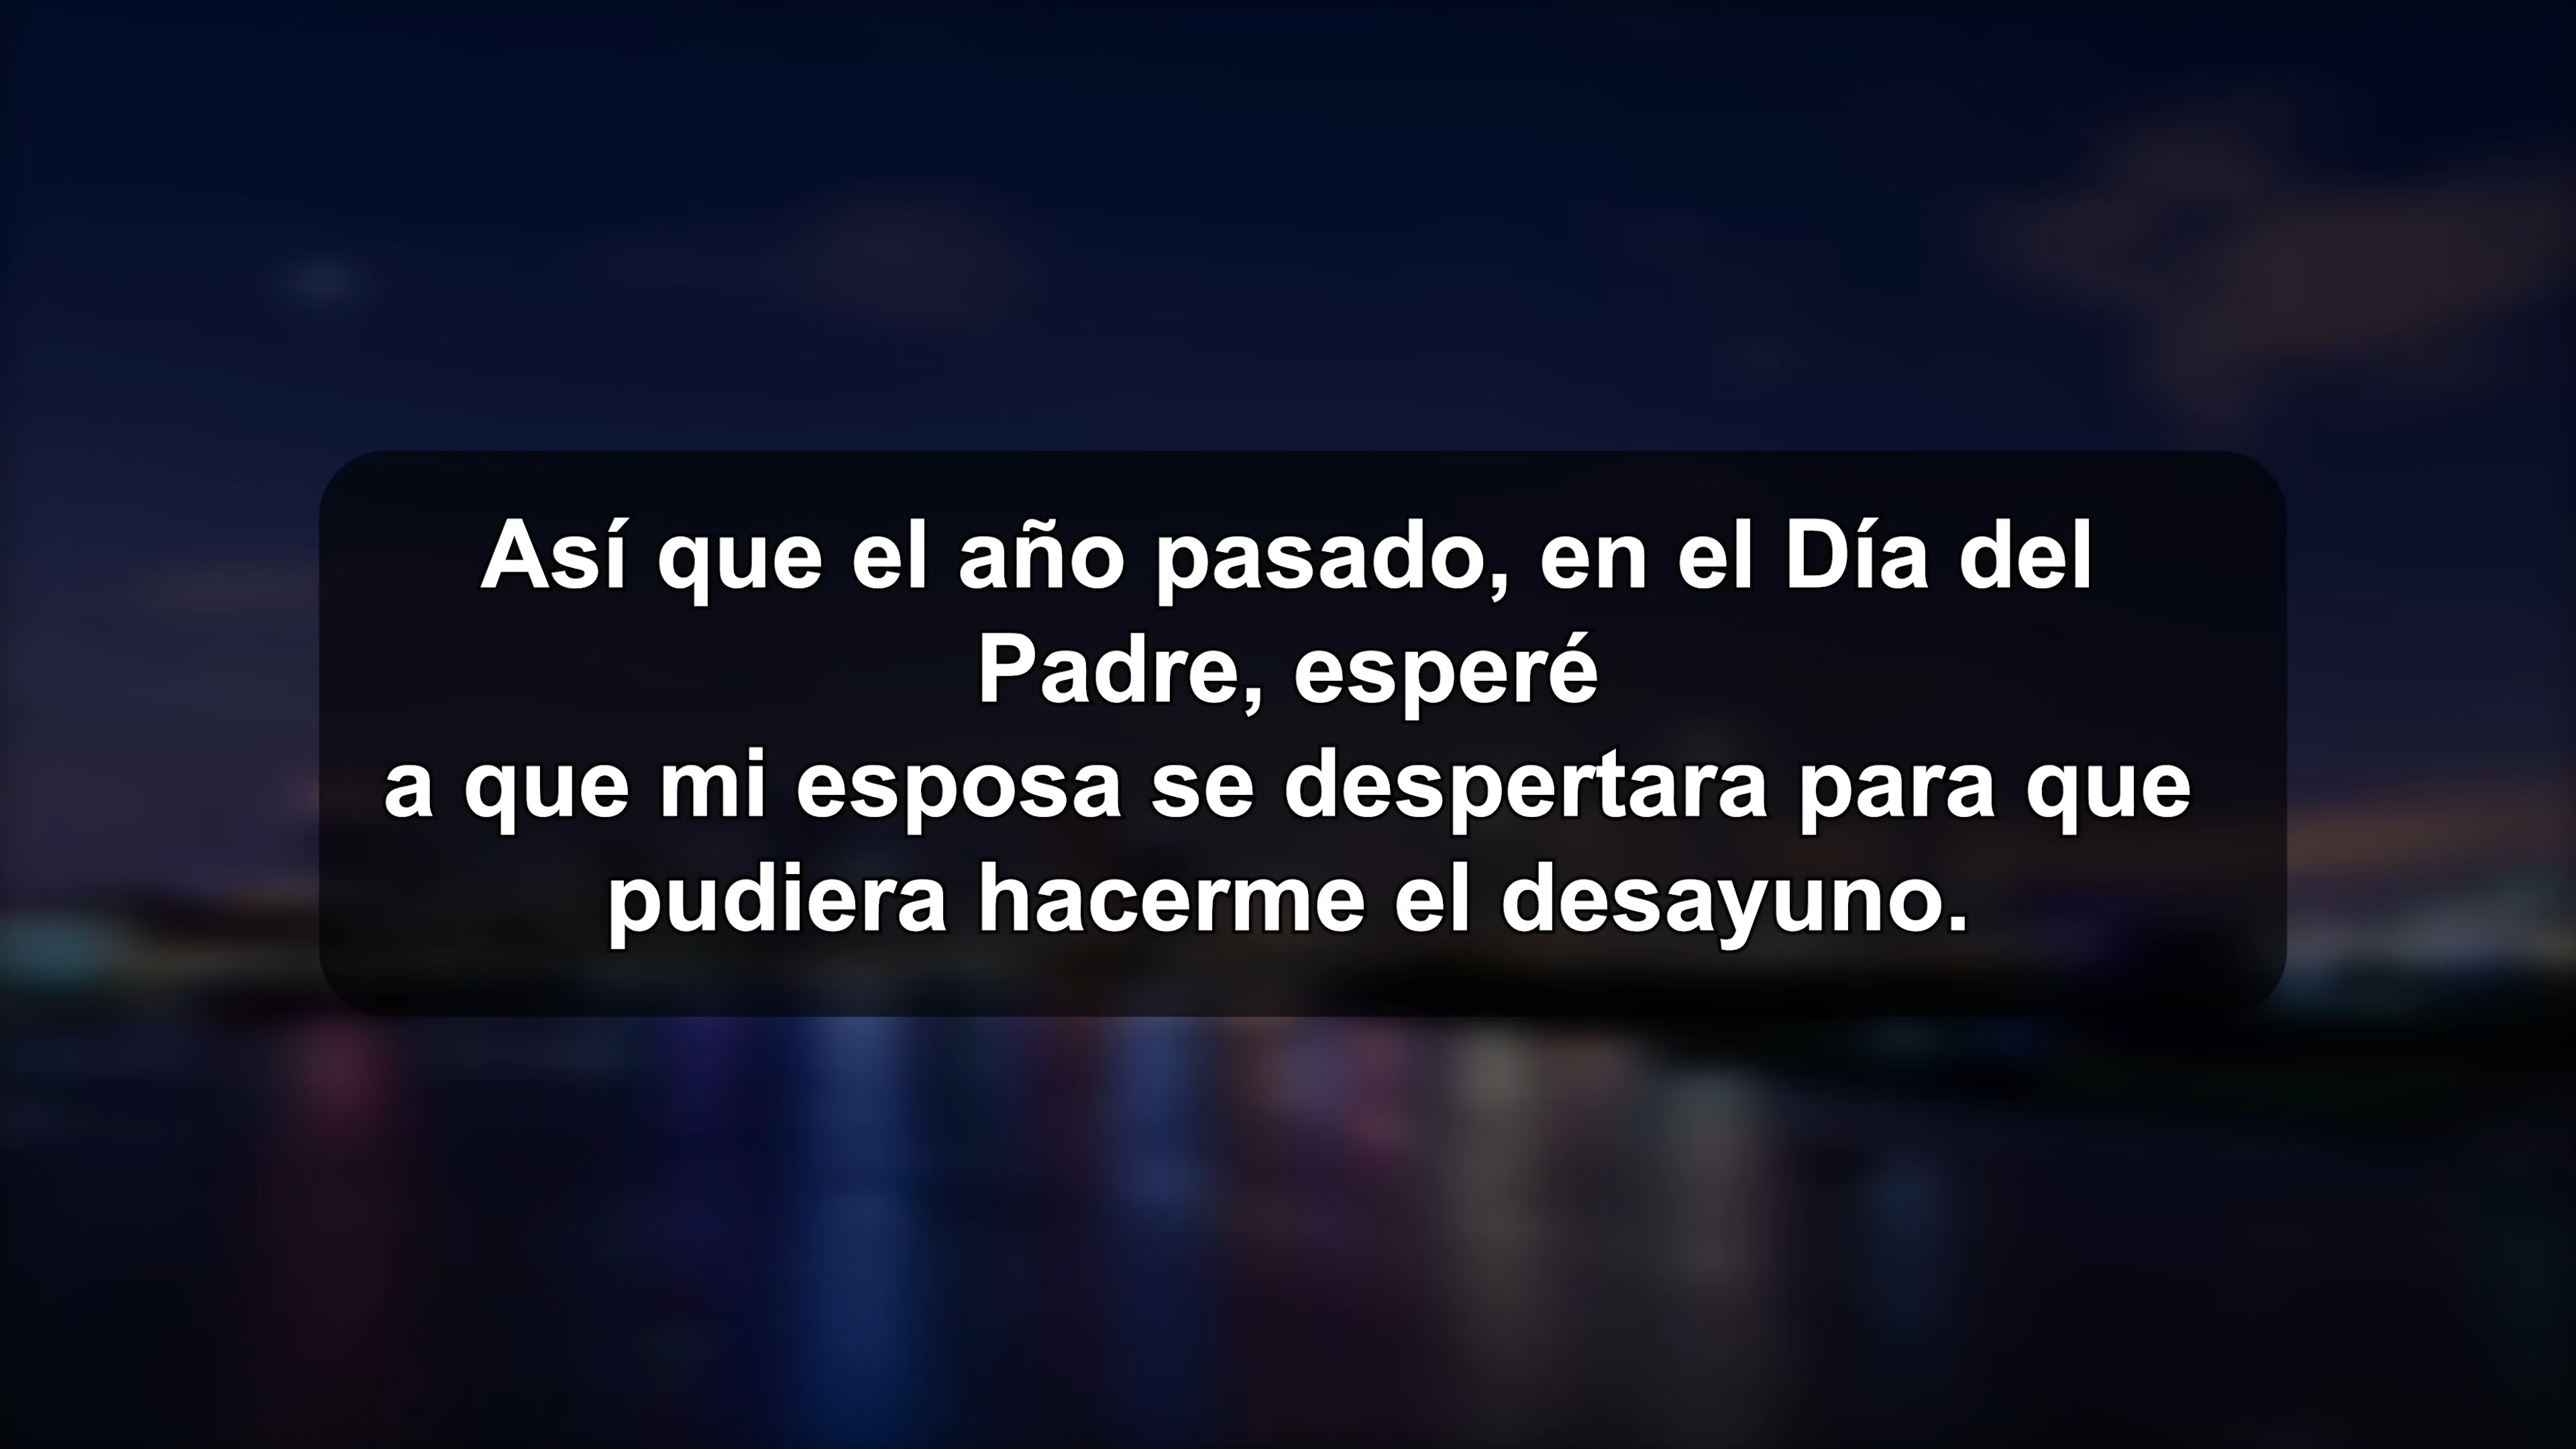 Así que el año pasado, en el Día del
Padre, esperé
a que mi esposa se despertara para que
pudiera hacerme el desayuno.